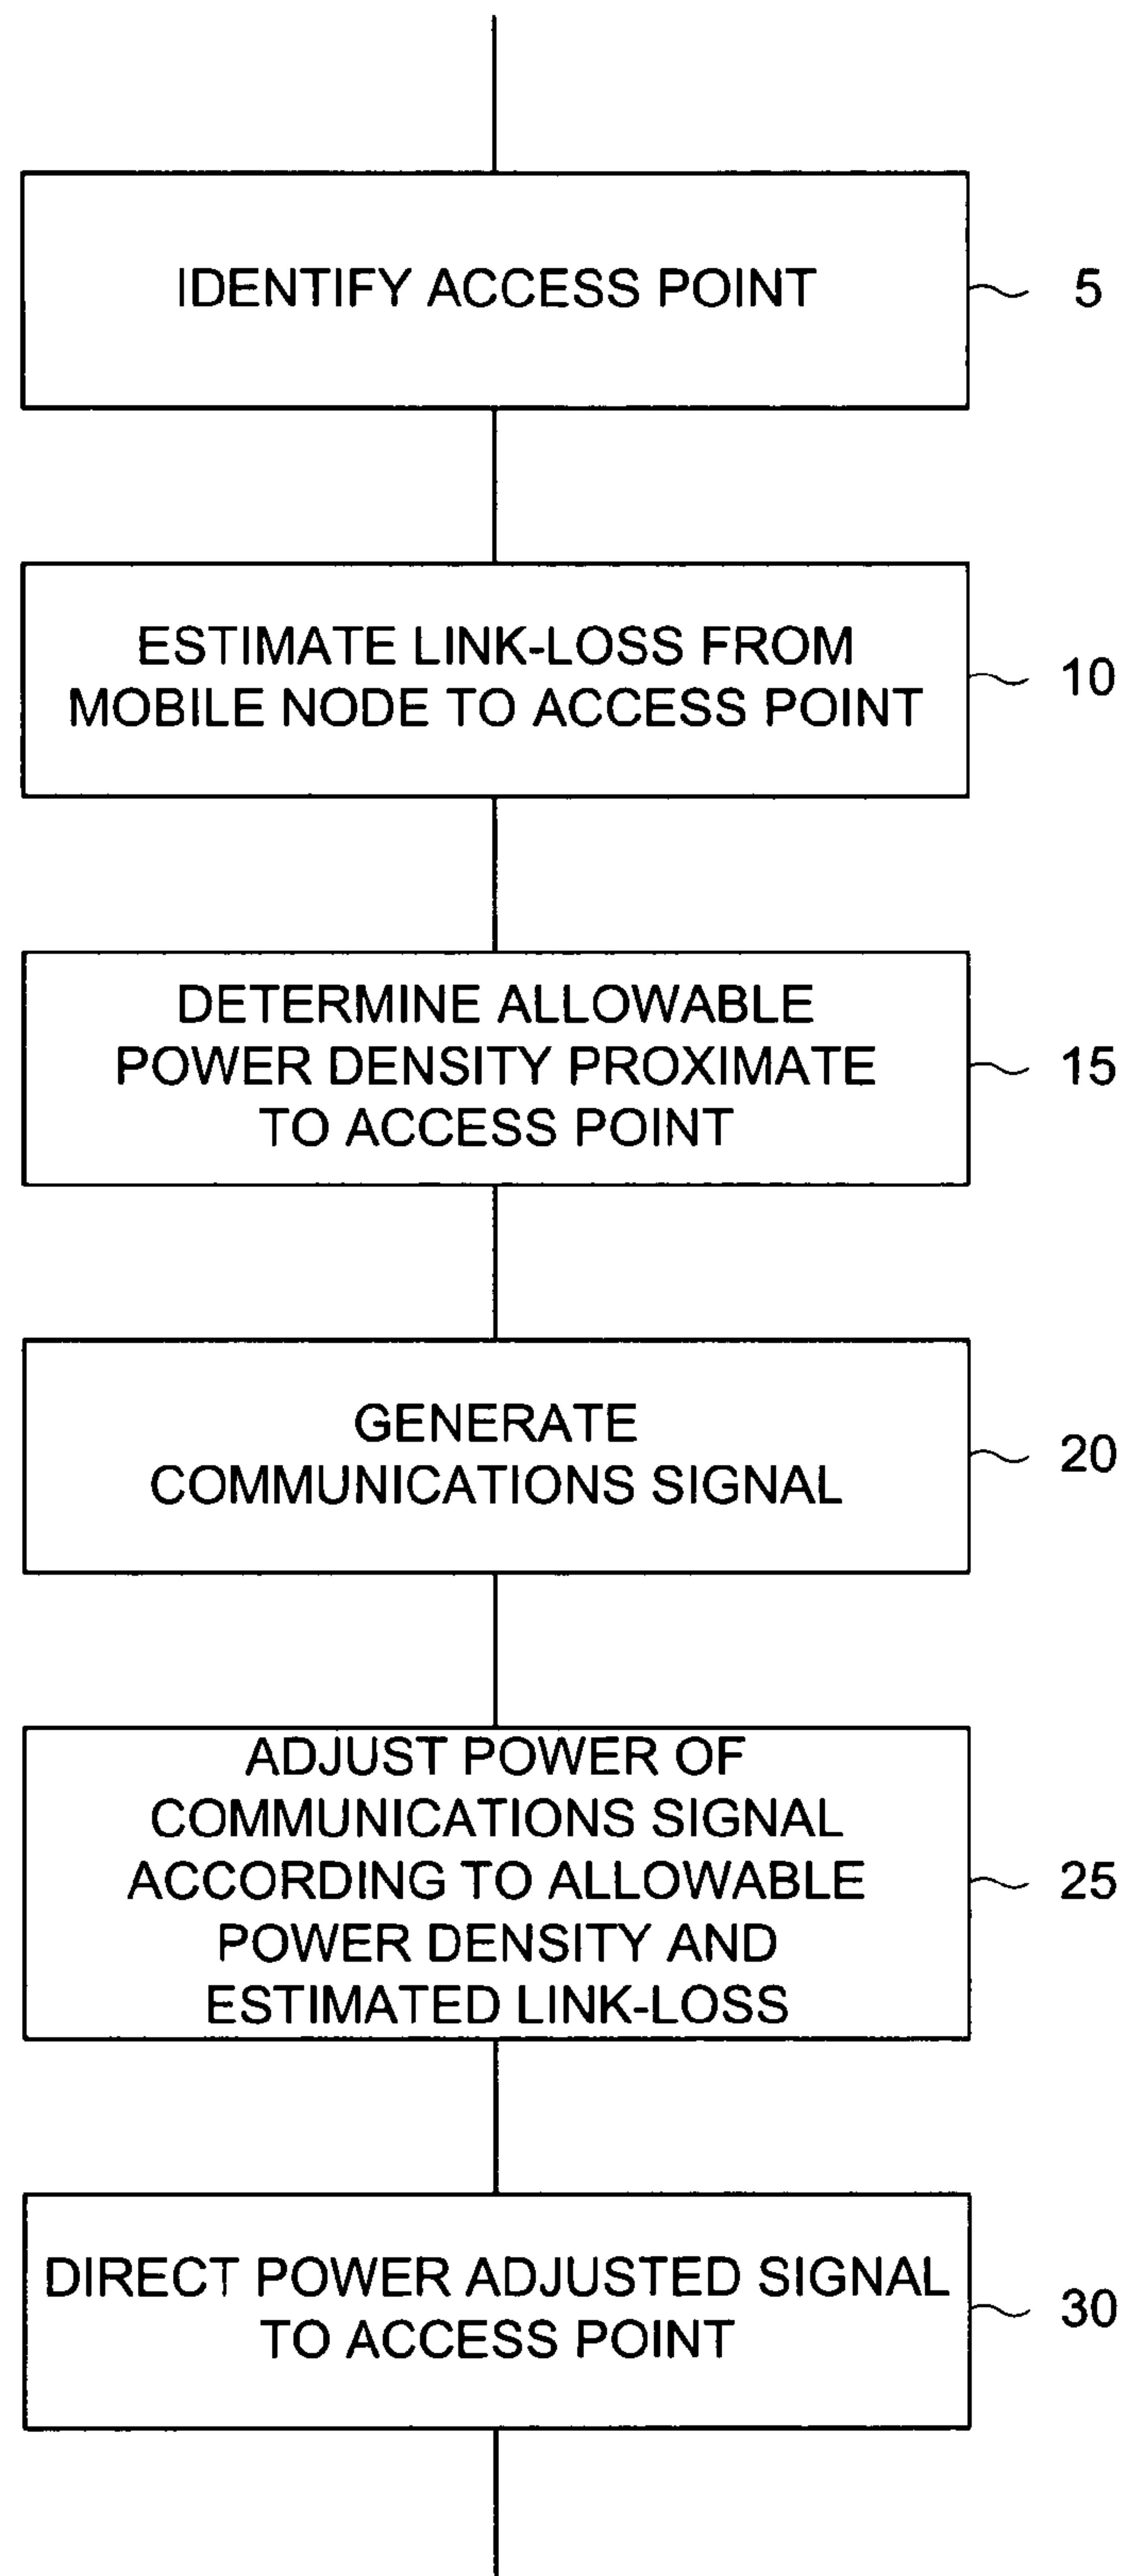 IDENTIFY ACCESS POINT
5
ESTIMATE LINK-LOSS FROM
MOBILE NODE TO ACCESS POINT
10
DETERMINE ALLOWABLE
POWER DENSITY PROXIMATE
TO ACCESS POINT
15
GENERATE
COMMUNICATIONS SIGNAL
20
ADJUST POWER OF
COMMUNICATIONS SIGNAL
ACCORDING TO ALLOWABLE
POWER DENSITY AND
ESTIMATED LINK-LOSS
25
DIRECT POWER ADJUSTED SIGNAL
TO ACCESS POINT
30